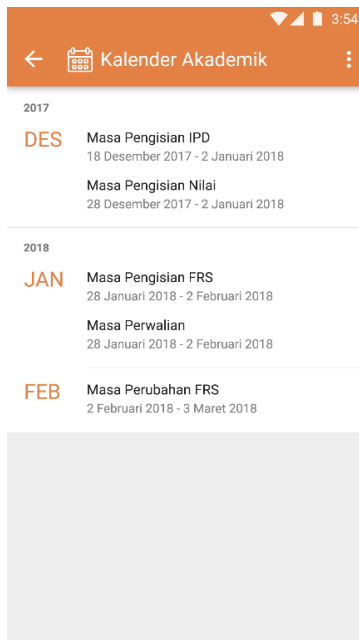 3:54
Kalender Akademik
2017
DES
Masa Pengisian IPD
18 Desember 2017 - 2 Januari 2018
Masa Pengisian Nilai
28 Desember 2017 - 2 Januari 2018
2018
JAN
Masa Pengisian FRS
28 Januari 2018 - 2 Februari 2018
Masa Perwalian
28 Januari 2018 - 2 Februari 2018
FEB
Masa Perubahan FRS
2 Februari 2018 - 3 Maret 2018